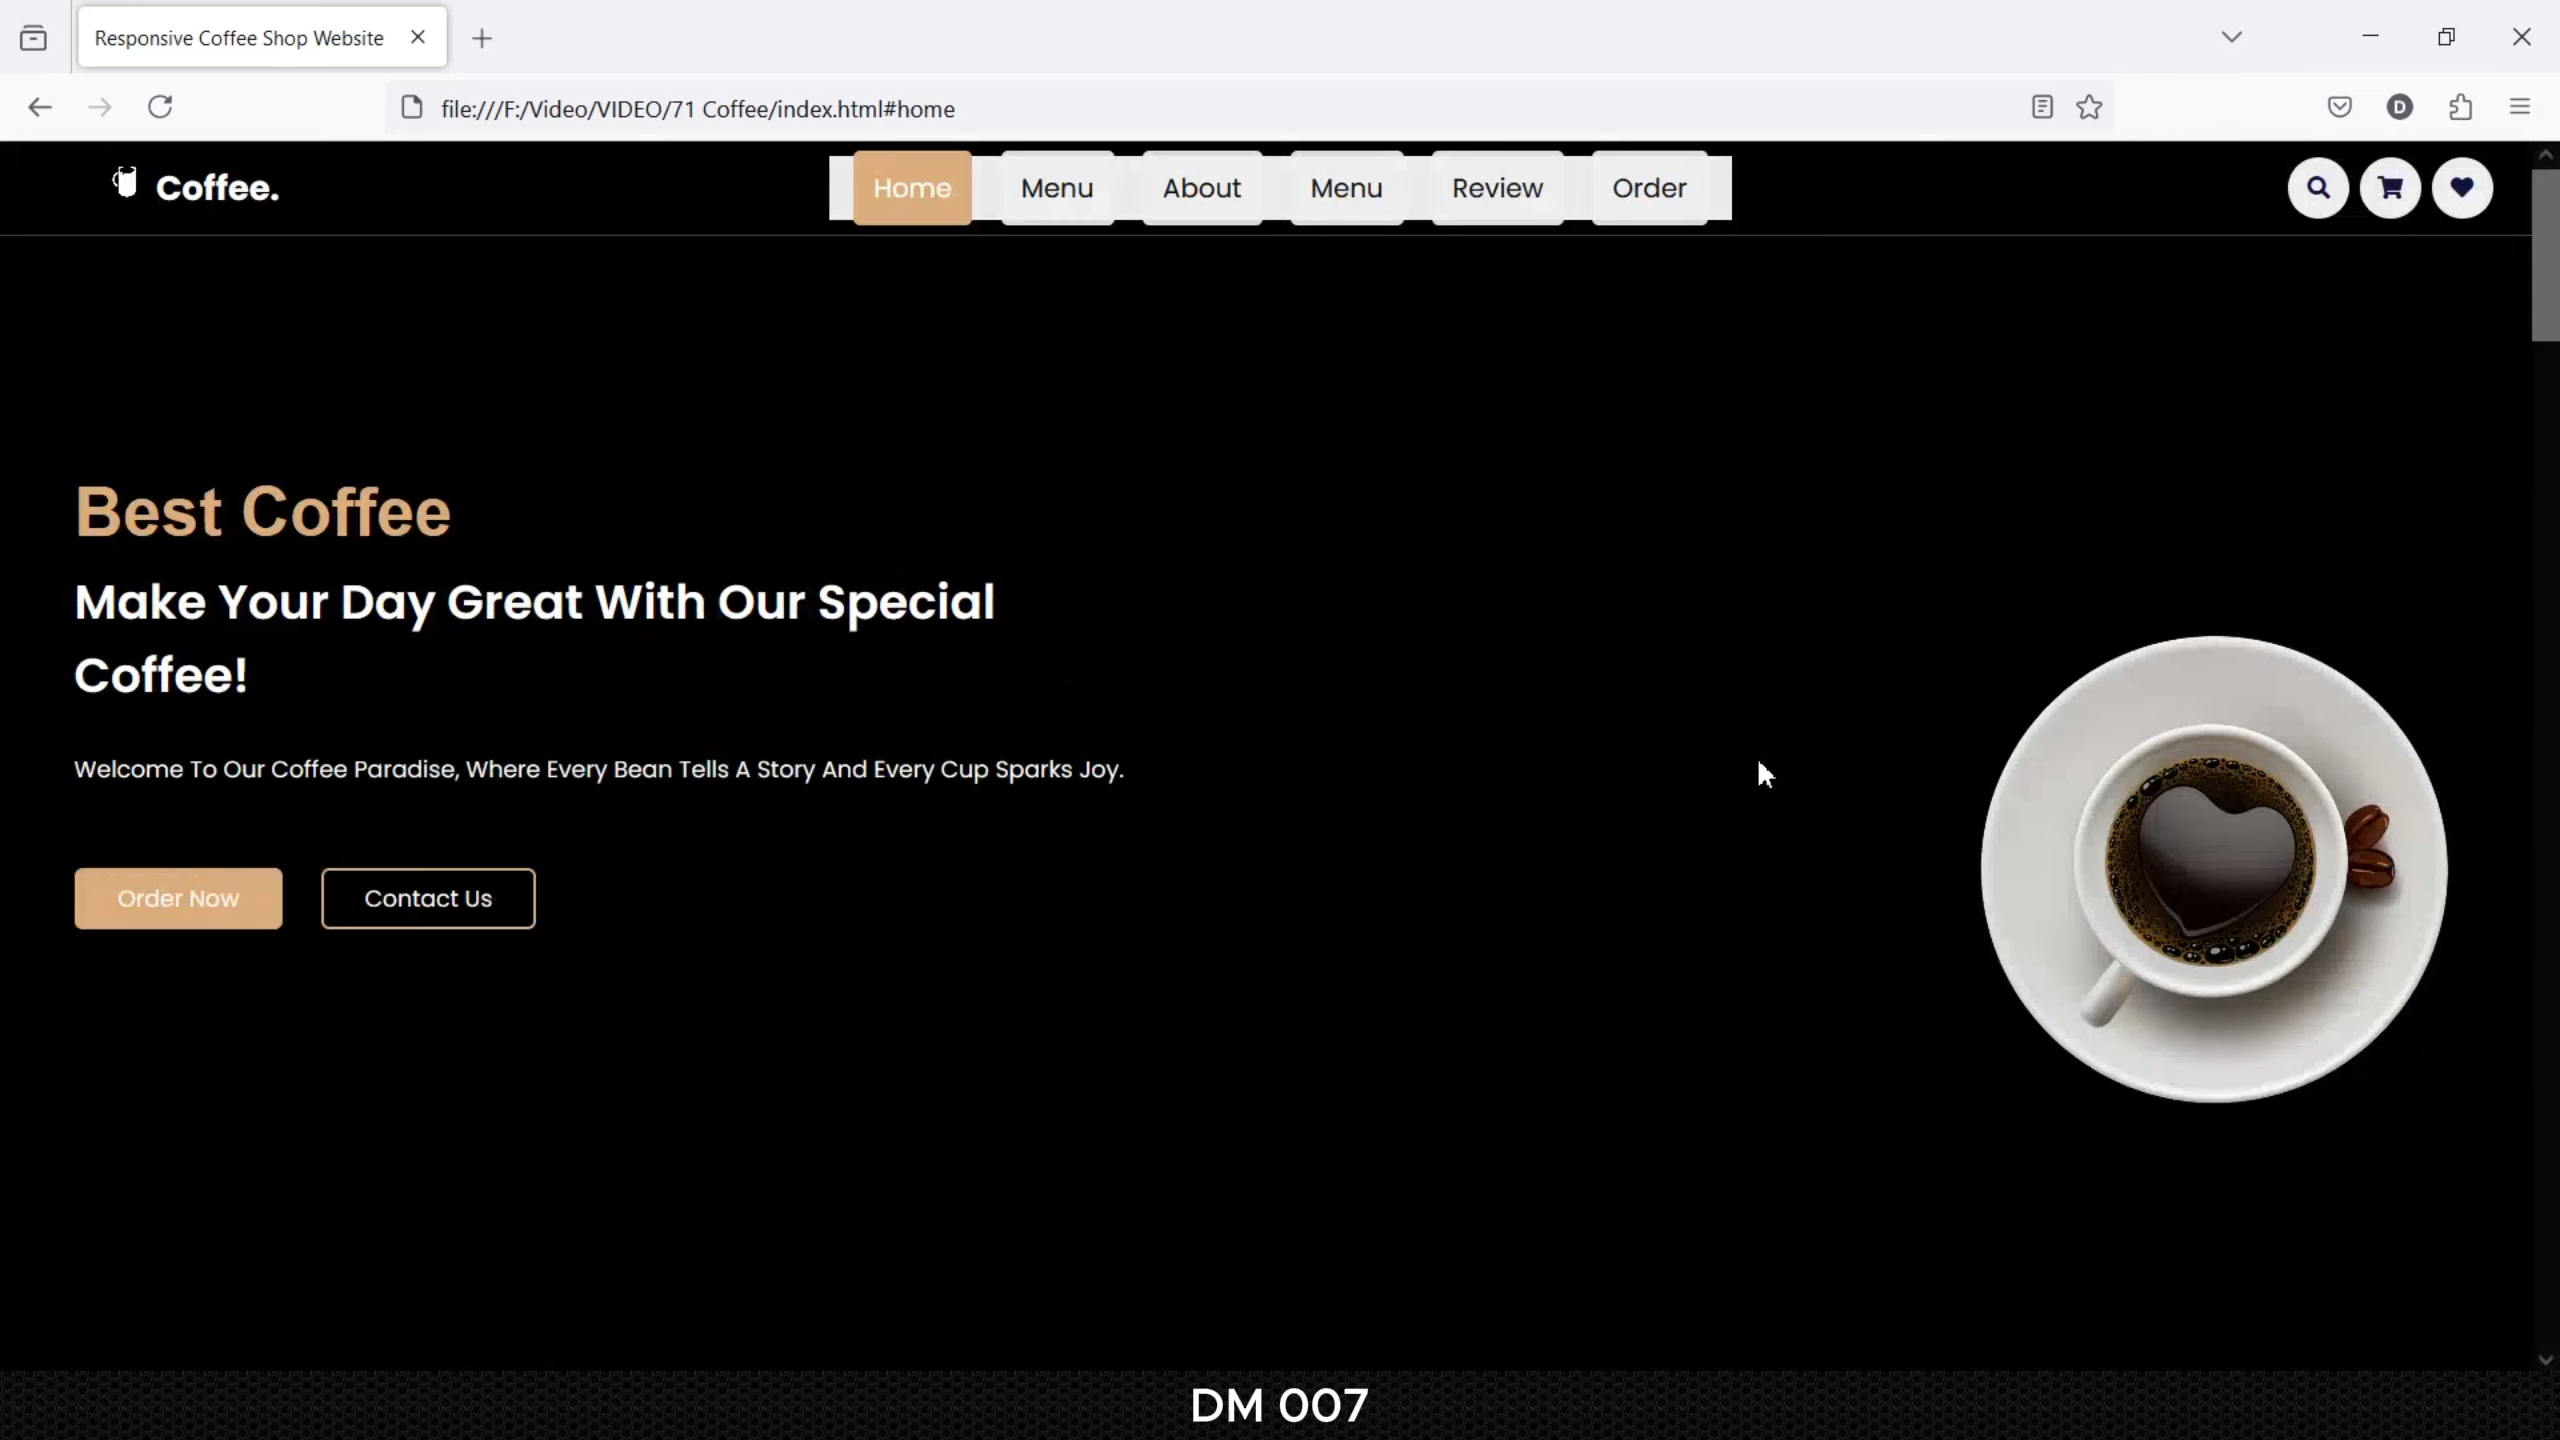 Responsive Coffee Shop Website
file:///F:/Video/VIDEO/71 Coffee/index.html#home
D
Coffee.
Home Menu About Menu Review Order
Best Coffee
Make Your Day Great With Our Special
Coffee!
Welcome To Our Coffee Paradise, Where Every Bean Tells A Story And Every Cup Sparks Joy.
Order Now Contact Us
DM 007